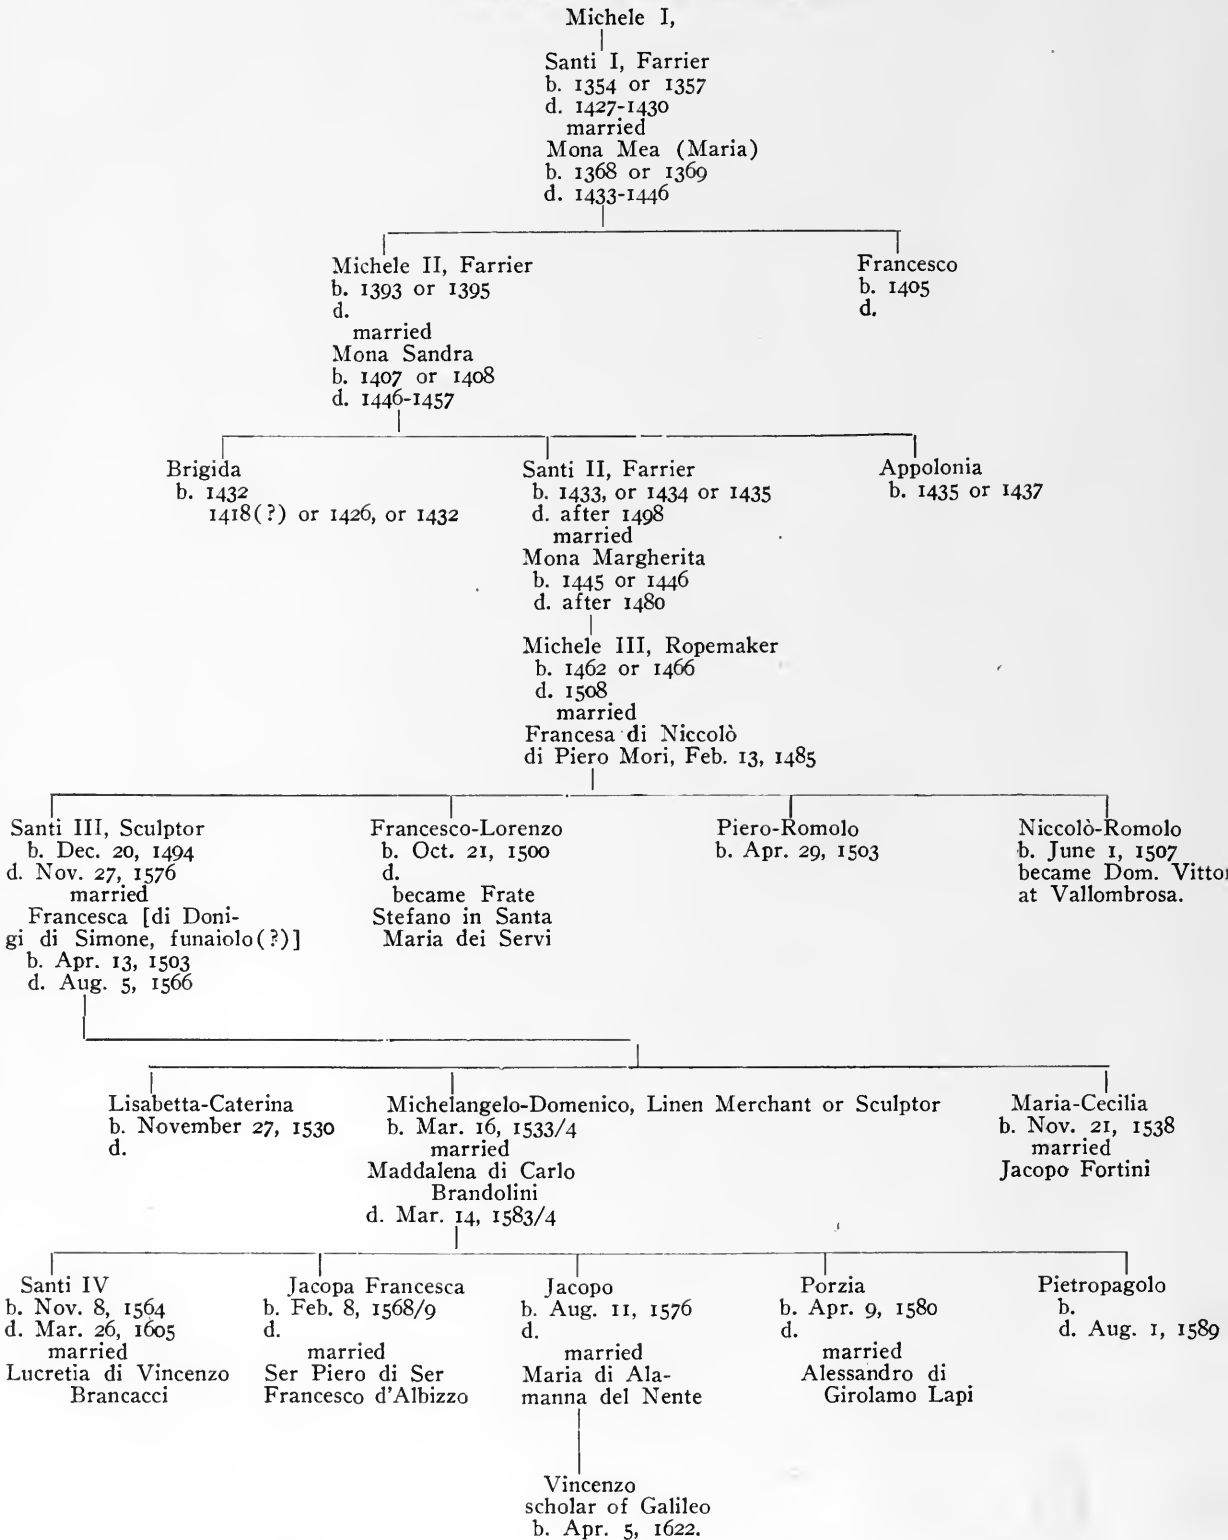 Michele I,
Santi I, Farrier
b. 1354 or 1357
d. 1427-1430
married
Mona Mea (Maria)
b. 1368 or 1369
d. 1433-1446
Michele II, Farrier
b. 1393 or 1395
d.
married
Mona Sandra
b. 1407 or 1408
d. 1446-1457
Francesco
b. 1405
d.
Brigida
b. 1432
1418(?) or 1426, or 1432
Santi II, Farrier
b. 1433, or 1434 or 1435
d. after 1498
married
Mona Margherita
b. 1445 or 1446
d. after 1480
Appolonia
b. 1435 or 1437
Michele III, Ropemaker
b. 1462 or 1466
d. 1508
married
Francesa di Niccolò
di Piero Mori, Feb. 13, 1485
Santi III, Sculptor
b. Dec. 20, 1494
d. Nov. 27, 1576
married
Francesca [di Doni-
gi di Simone, funaiolo(?)]
b. Apr. 13, 1503
d. Aug. 5, 1566
Francesco-Lorenzo
b. Oct. 21, 1500
d.
became Frate
Stefano in Santa
Maria dei Servi
Piero-Romolo
b. Apr. 29, 1503
Niccolò-Romolo
b. June 1, 1507
became Dom. Vittor
at Vallombrosa.
Lisabetta-Caterina
b. November 27, 1530
d.
Michelangelo-Domenico, Linen Merchant or Sculptor
b. Mar. 16, 1533/4
married
Maddalena di Carlo
Brandolini
d. Mar. 14, 1583/4
Maria-Cecilia
b. Nov. 21, 1538
married
Jacopo Fortini
Santi IV
b. Nov. 8, 1564
d. Mar. 26, 1605
married
Lucretia di Vincenzo
Brancacci
Jacopa Francesca
b. Feb. 8, 1568/9
d.
married
Ser Piero di Ser
Francesco d'Albizzo
Jacopo
b. Aug. 11, 1576
d.
married
Maria di Ala-
manna del Nente
Porzia
b. Apr. 9, 1580
d.
married
Alessandro di
Girolamo Lapi
Pietropagolo
b.
d. Aug. 1, 1589
Vincenzo
scholar of Galileo
b. Apr. 5, 1622.